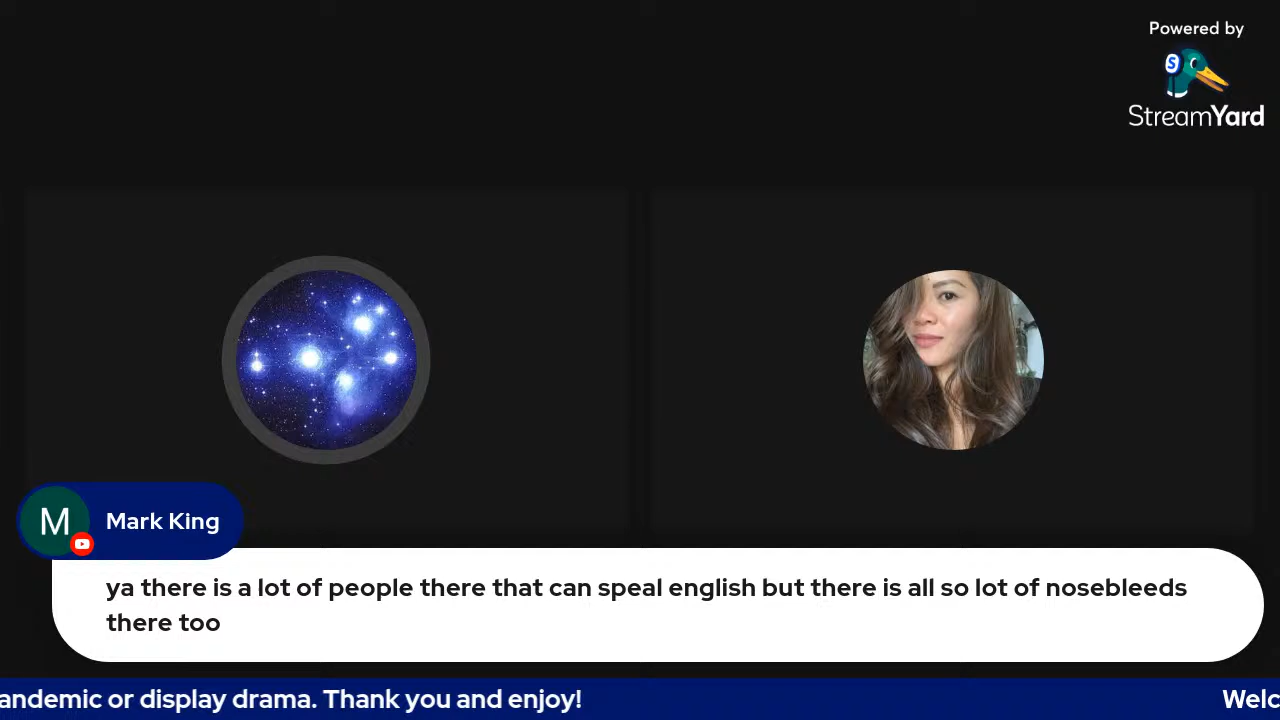 Powered by
S
StreamYard
M
Mark King
ya there is a lot of people there that can speal english but there is all so lot of nosebleeds
there too
andemic or display drama. Thank you and enjoy!
Welc